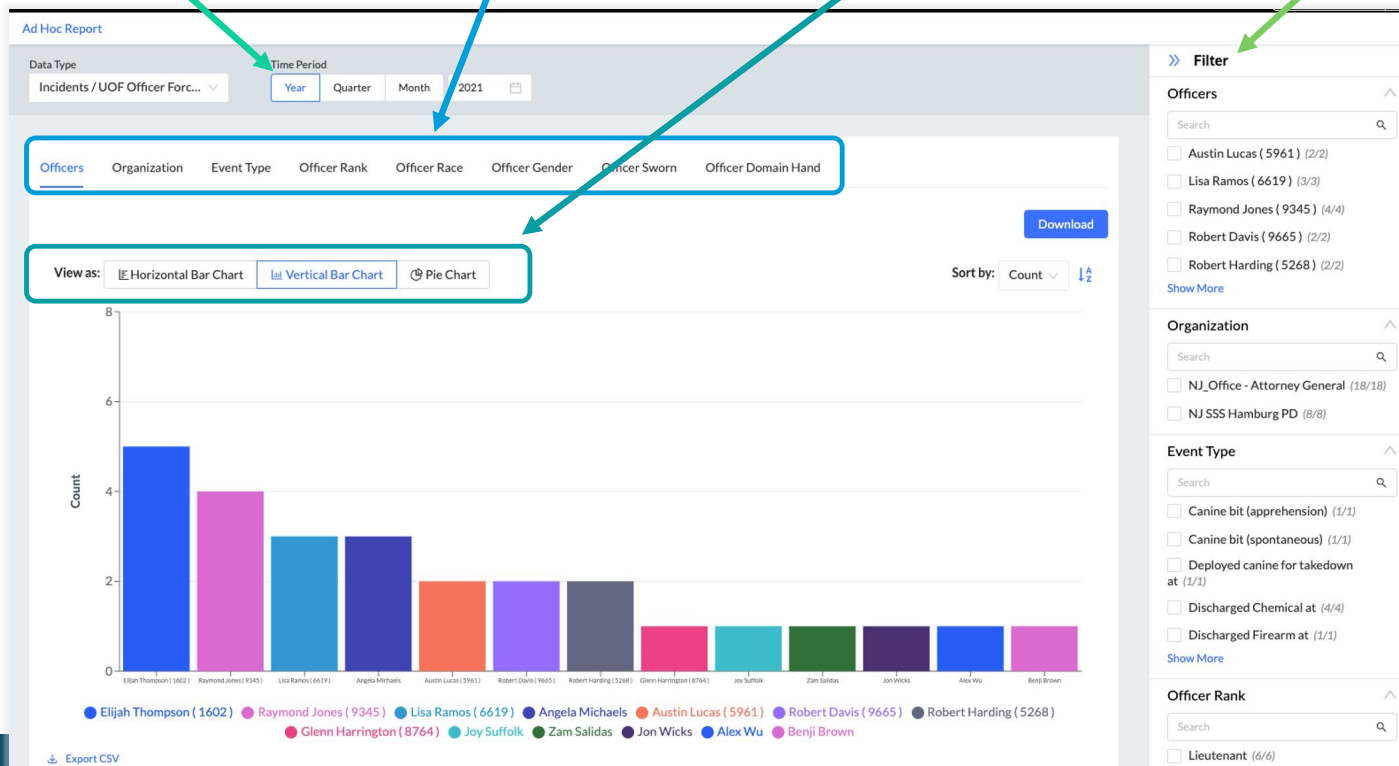 Ad Hoc Report
Data Type
Time Period
Incidents / UOF Officer Forc...
Year Quarter Month 2021
Officers Organization Event Type Officer Rank Officer Race Officer Gender Officer Sworn Officer Domain Hand
Download
View as: Horizontal Bar Chart Vertical Bar Chart Pie Chart
Sort by: Count
A
Z
Count
8
6
4
2
0
Elijah Thompson ( 1602 ) Raymond Jones ( 9345 ) Lisa Ramos ( 6619 ) Angela Michaels Austin Lucas ( 5961 ) Robert Davis ( 9665 ) Robert Harding ( 5268 ) Glenn Harrington ( 8764 ) Joy Suffolk Zam Salidas Jon Wicks Alex Wu Benji Brown
Elijah Thompson ( 1602 ) Raymond Jones ( 9345 ) Lisa Ramos ( 6619 ) Angela Michaels Austin Lucas ( 5961 ) Robert Davis ( 9665 ) Robert Harding ( 5268 )
Glenn Harrington ( 8764 ) Joy Suffolk Zam Salidas Jon Wicks Alex Wu Benji Brown
Export CSV
Filter
Officers
Search
Austin Lucas ( 5961 ) (2/2)
Lisa Ramos ( 6619 ) (3/3)
Raymond Jones ( 9345 ) (4/4)
Robert Davis ( 9665 ) (2/2)
Robert Harding ( 5268 ) (2/2)
Show More
Organization
Search
NJ_Office - Attorney General (18/18)
NJ SSS Hamburg PD (8/8)
Event Type
Search
Canine bit (apprehension) (1/1)
Canine bit (spontaneous) (1/1)
Deployed canine for takedown
at (1/1)
Discharged Chemical at (4/4)
Discharged Firearm at (1/1)
Show More
Officer Rank
Search
Lieutenant (6/6)